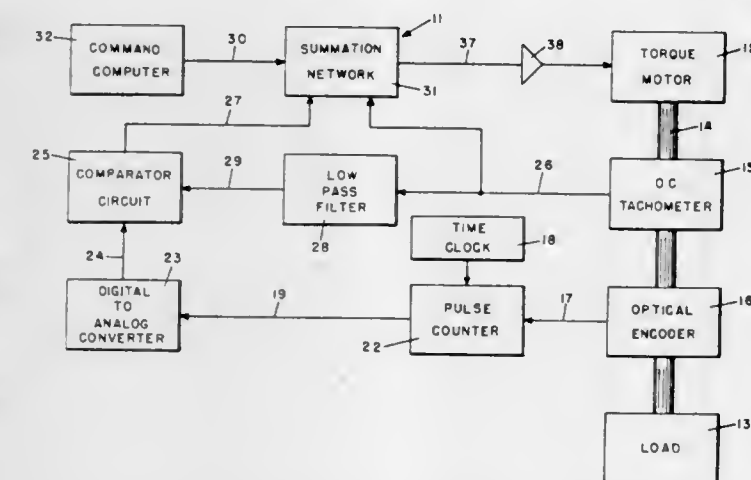 32
COMMAND
COMPUTER
30
SUMMATION
NETWORK
31
11
37
38
TORQUE
MOTOR
14
27
25
COMPARATOR
CIRCUIT
29
LOW
PASS
FILTER
28
26
D.C
TACHOMETER
15
TIME
CLOCK
18
24
23
DIGITAL
TO
ANALOG
CONVERTER
19
PULSE
COUNTER
22
17
OPTICAL
ENCODER
16
LOAD
13